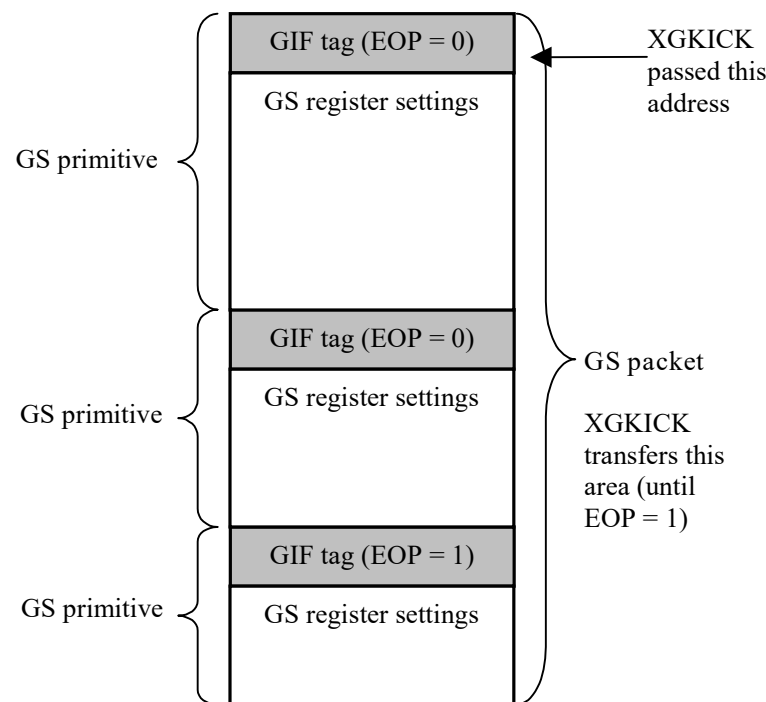 GIF tag (EOP = 0)
XGKICK
passed this
address
GS register settings
GS primitive
GIF tag (EOP = 0)
GS packet
GS register settings
GS primitive
XGKICK
transfers this
area (until
EOP = 1)
GIF tag (EOP = 1)
GS primitive
GS register settings